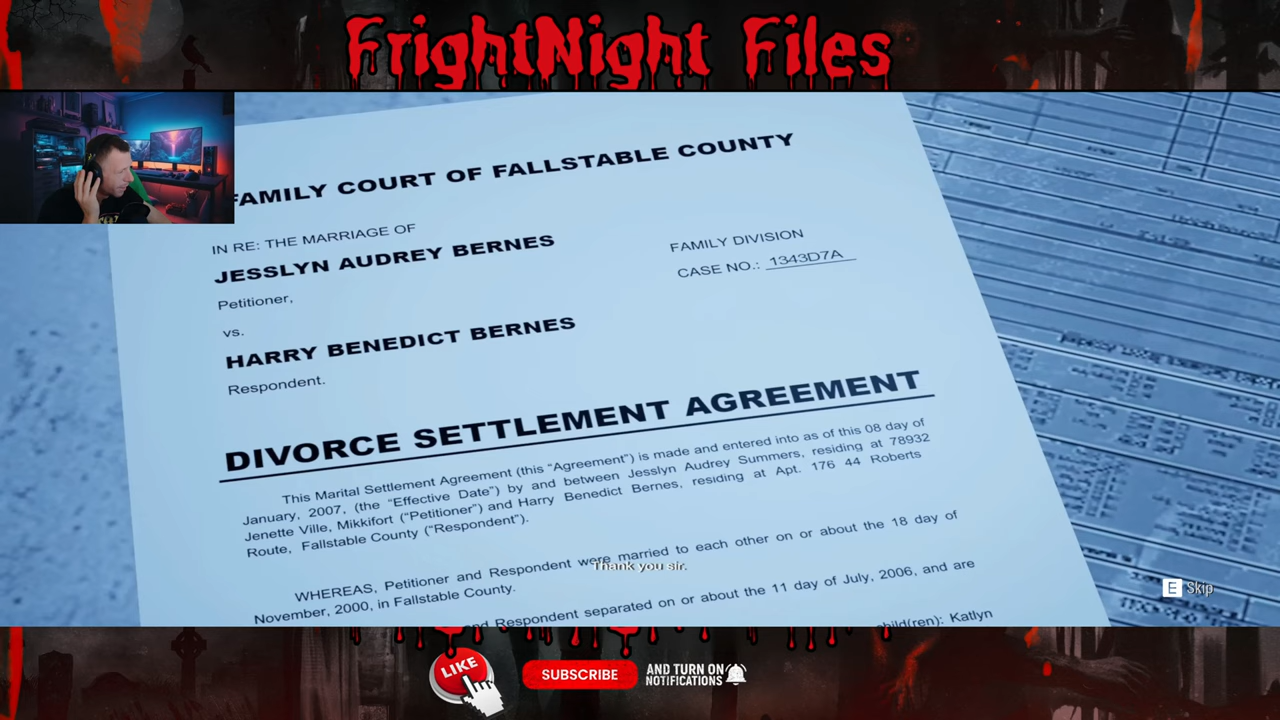 FrightNight Files
FAMILY COURT OF FALLSTABLE COUNTY
IN RE: THE MARRIAGE OF
JESSLYN AUDREY BERNES
Petitioner,
vs.
HARRY BENEDICT BERNES
Respondent.
FAMILY DIVISION
CASE NO.: 1343D7A
DIVORCE SETTLEMENT AGREEMENT
This Marital Settlement Agreement (this “Agreement”) is made and entered into as of this 08 day of
January, 2007, (the “Effective Date”) by and between Jesslyn Audrey Summers, residing at 78932
Jenette Ville, Mikkifort (“Petitioner”) and Harry Benedict Bernes, residing at Apt. 176 44 Roberts
Route, Fallstable County (“Respondent”).
WHEREAS, Petitioner and Respondent were married to each other on or about the 18 day of
November, 2000, in Fallstable County.
Respondent separated on or about the 11 day of July, 2006, and are
child(ren): Katlyn
Thank you sir.
E Skip
LIKE
SUBSCRIBE
AND TURN ON
NOTIFICATIONS